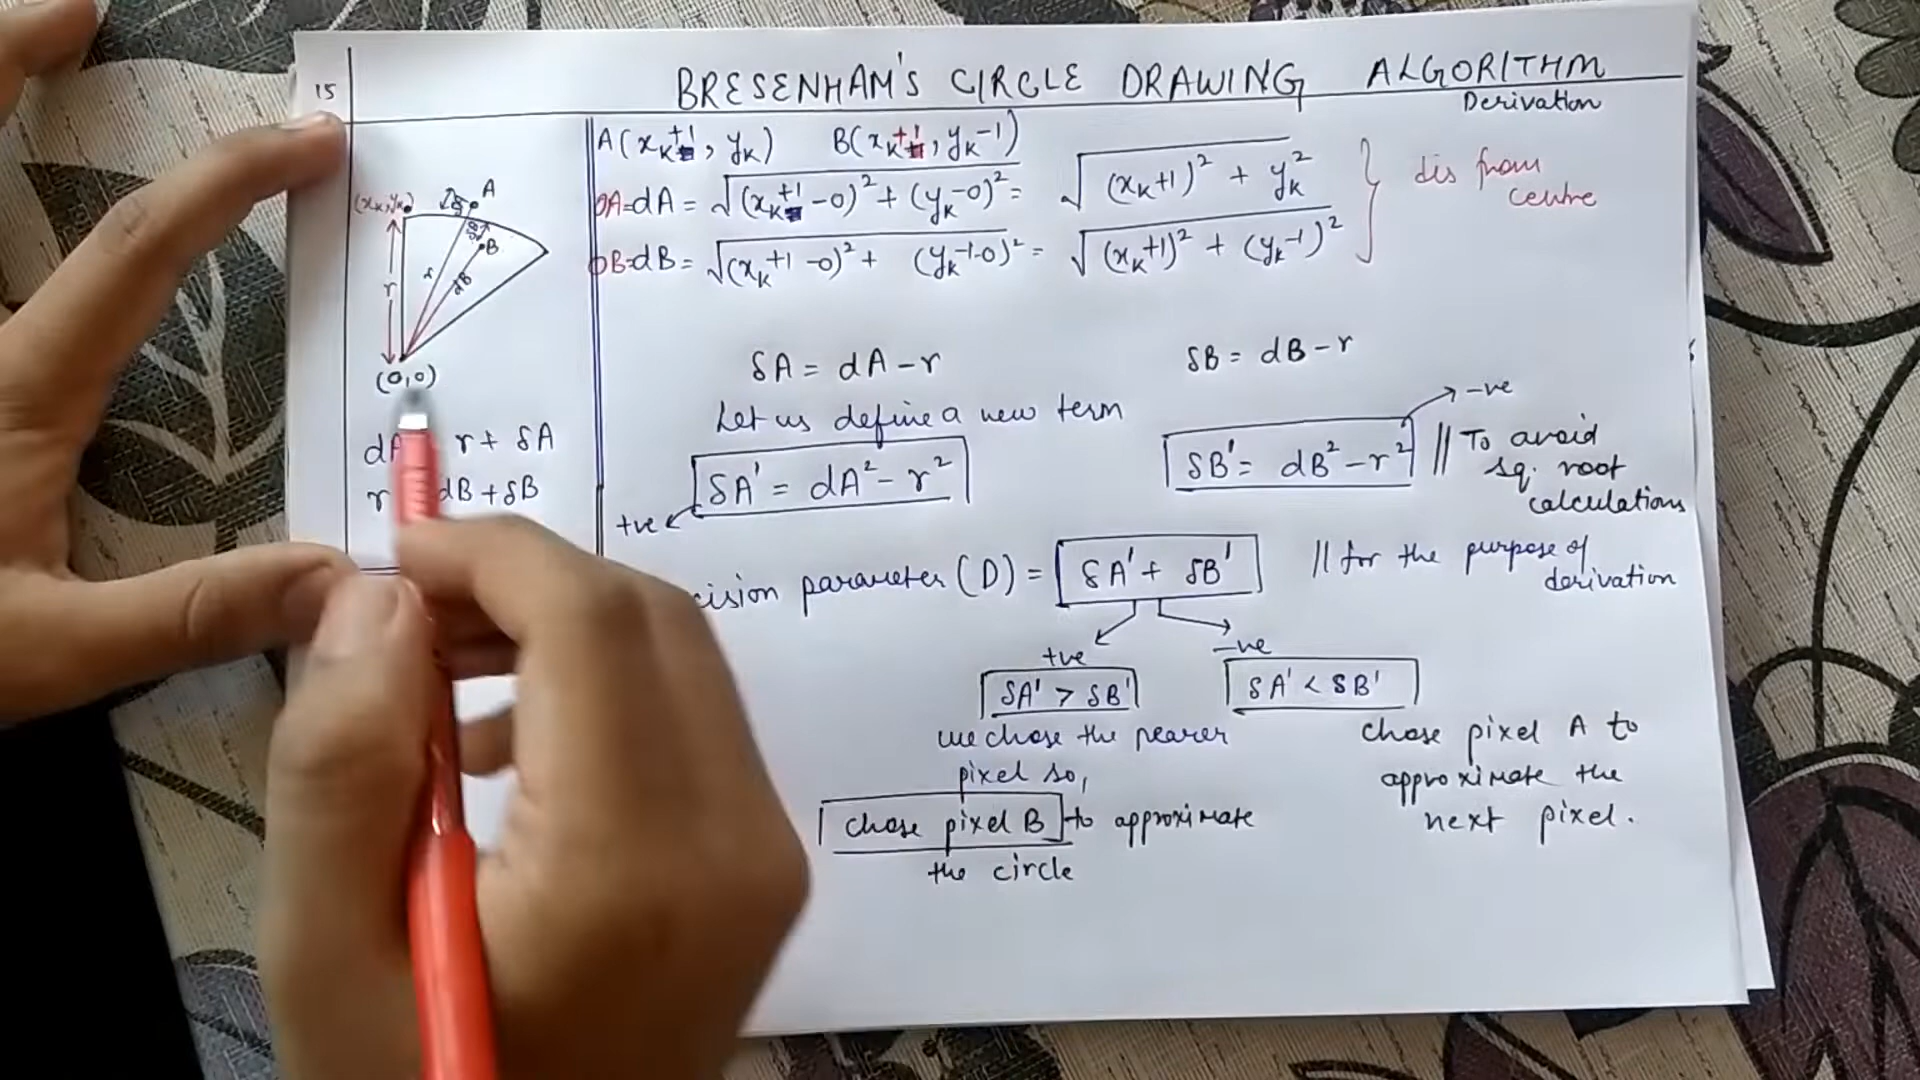 15
BRESENHAM'S CIRCLE DRAWING ALGORITHM
Derivation
A(xₖ+1, yₖ) B(xₖ+1, yₖ-1)
OA=dA = √(xₖ+1 -0)² + (yₖ-0)² = √(xₖ+1)² + yₖ²
OB=dB = √(xₖ+1 -0)² + (yₖ-1-0)² = √(xₖ+1)² + (yₖ-1)²
dis from
centre
(xₖ,yₖ)
A
B
r
r
dB
(0,0)
dA r + δA
r dB + δB
δA = dA - r δB = dB - r
Let us define a new term
δA' = dA² - r²
+ve
δB' = dB² - r²
-ve
// To avoid
sq. root
calculations
cision parameter (D) = δA' + δB' // for the purpose of
derivation
+ve -ve
δA' > δB' δA' < δB'
we chose the nearer
pixel so,
chose pixel B to approximate
the circle
chose pixel A to
approximate the
next pixel.